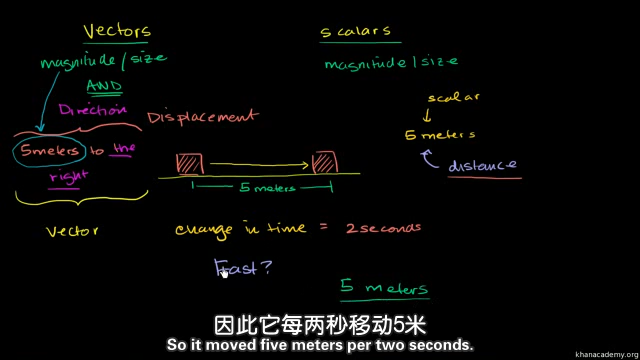 Vectors
magnitude/size
AND
Direction
Displacement
5 meters to the
right
vector
scalars
magnitude/size
scalar
5 meters
distance
5 meters
change in time = 2 seconds
Fast?
5 meters
因此它每两秒移动5米
So it moved five meters per two seconds.
khanacademy.org